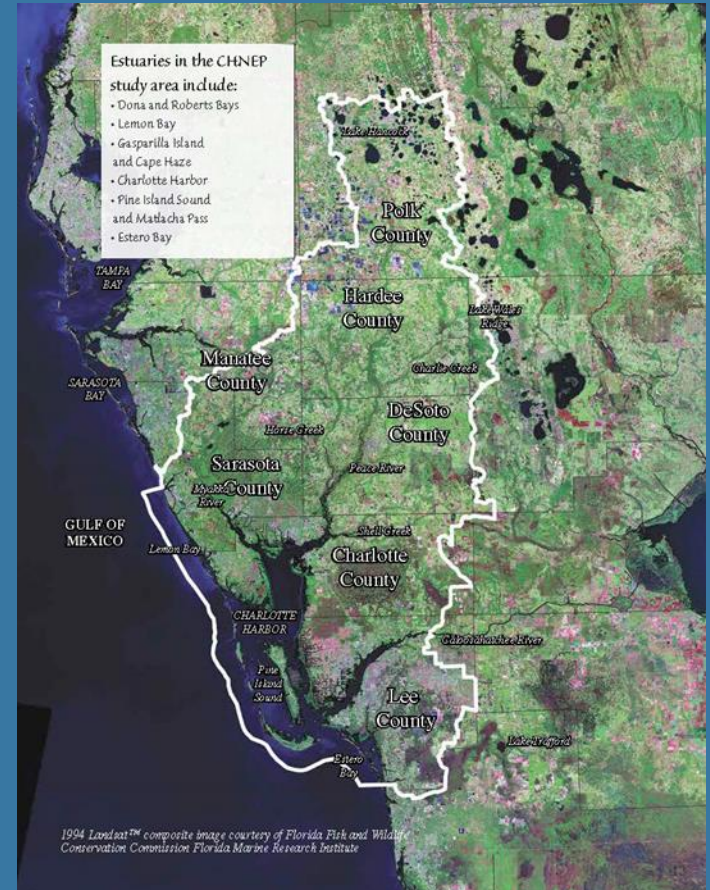 Estuaries in the CHNEP
study area include:
• Dona and Roberts Bays
• Lemon Bay
• Gasparilla Island
and Cape Haze
• Charlotte Harbor
• Pine Island Sound
and Matlacha Pass
• Estero Bay
Lake Hancock
Polk
County
TAMPA
BAY
Hardee
County
Lake Wales
Ridge
Manatee
County
Charlie Creek
SARASOTA
BAY
DeSoto
County
Horse Greek
Sarasota
County
Peace River
Myakka
River
GULF OF
MEXICO
Shell Greek
Lemon Bay
Charlotte
County
CHARLOTTE
HARBOR
Caloosahatchee River
Pine
Island
Sound
Lee
County
Lake Trafford
Estero
Bay
1994 Landsat™ composite image courtesy of Florida Fish and Wildlife
Conservation Commission Florida Marine Research Institute